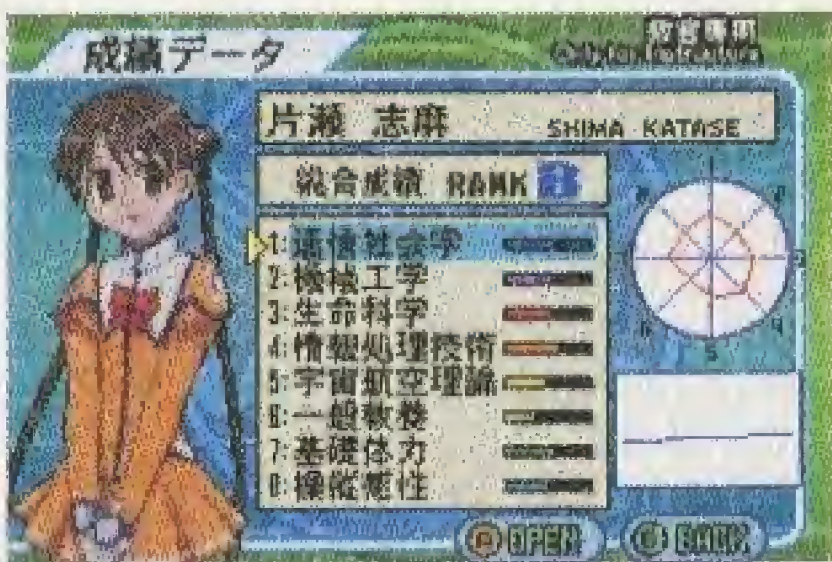 成績データ
片瀬 志麻 SHIMA KATASE
総合成績 RANK
1:遺伝社会学
2:機械工学
3:生命科学
4:情報処理技術
5:宇宙航空理論
6:一般教養
7:基礎体力
8:操縦適性
OPEN
BACK